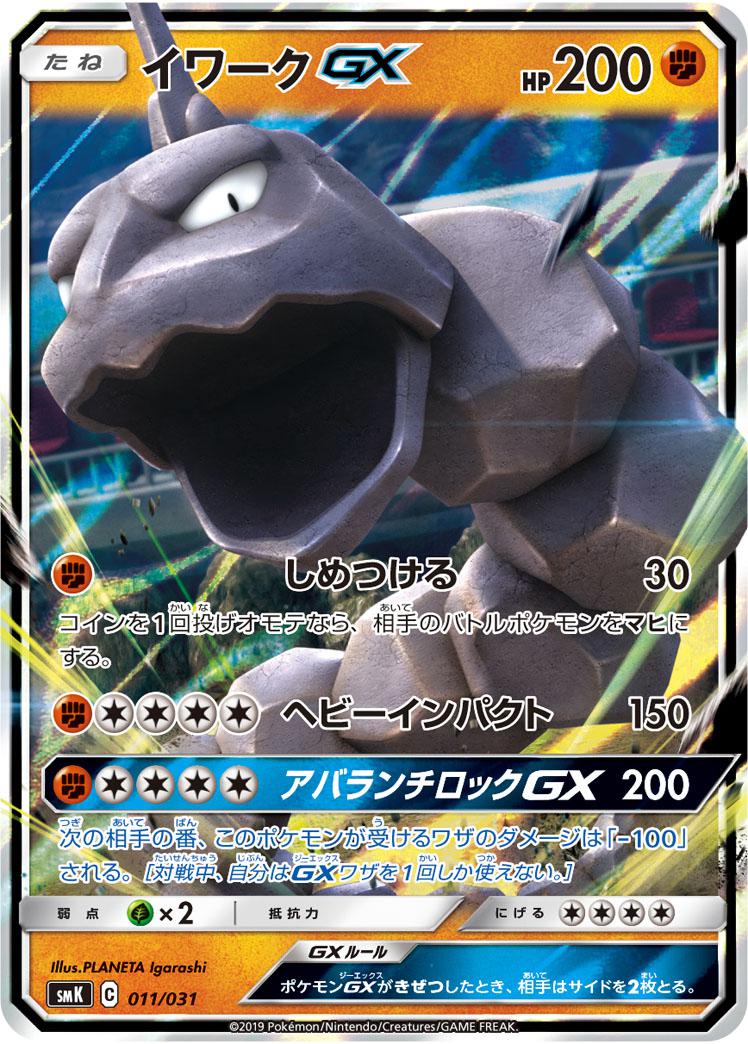 たね イワークGX HP200
しめつける 30
コインを1回投げオモテなら、相手のバトルポケモンをマヒに
する。
ヘビーインパクト 150
アバランチロックGX 200
次の相手の番、このポケモンが受けるワザのダメージは「-100」
される。[対戦中、自分はGXワザを1回しか使えない。]
弱点 ×2 抵抗力 にげる
Illus.PLANETA Igarashi
GXルール
ポケモンGXがきぜつしたとき、相手はサイドを2枚とる。
SMK C 011/031
©2019 Pokémon/Nintendo/Creatures/GAME FREAK.